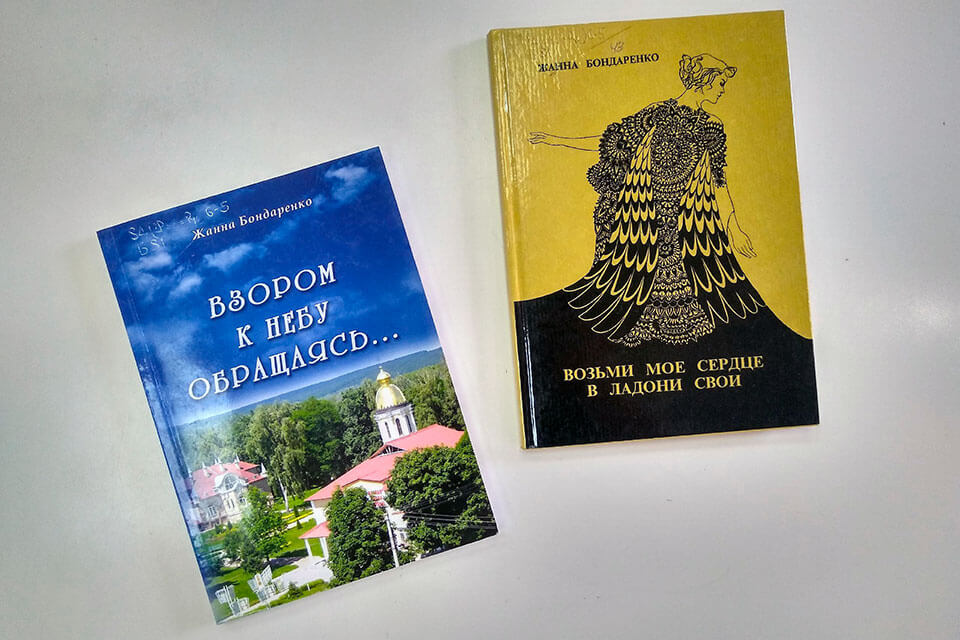 Жанна Бондаренко
ВЗОРОМ
К НЕБУ
ОБРАЩАЯСЬ...
ЖАННА БОНДАРЕНКО
ВОЗЬМИ МОЕ СЕРДЦЕ
В ЛАДОНИ СВОИ